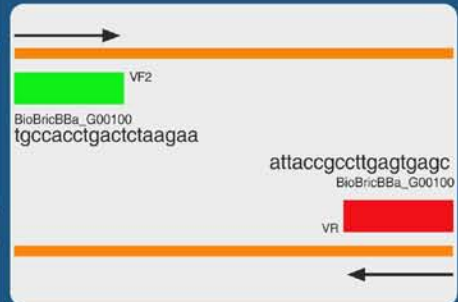 VF2
BioBricBBa_G00100
tgccacctgactctaagaa
attaccgccttgagtgagc
BioBricBBa_G00100
VR